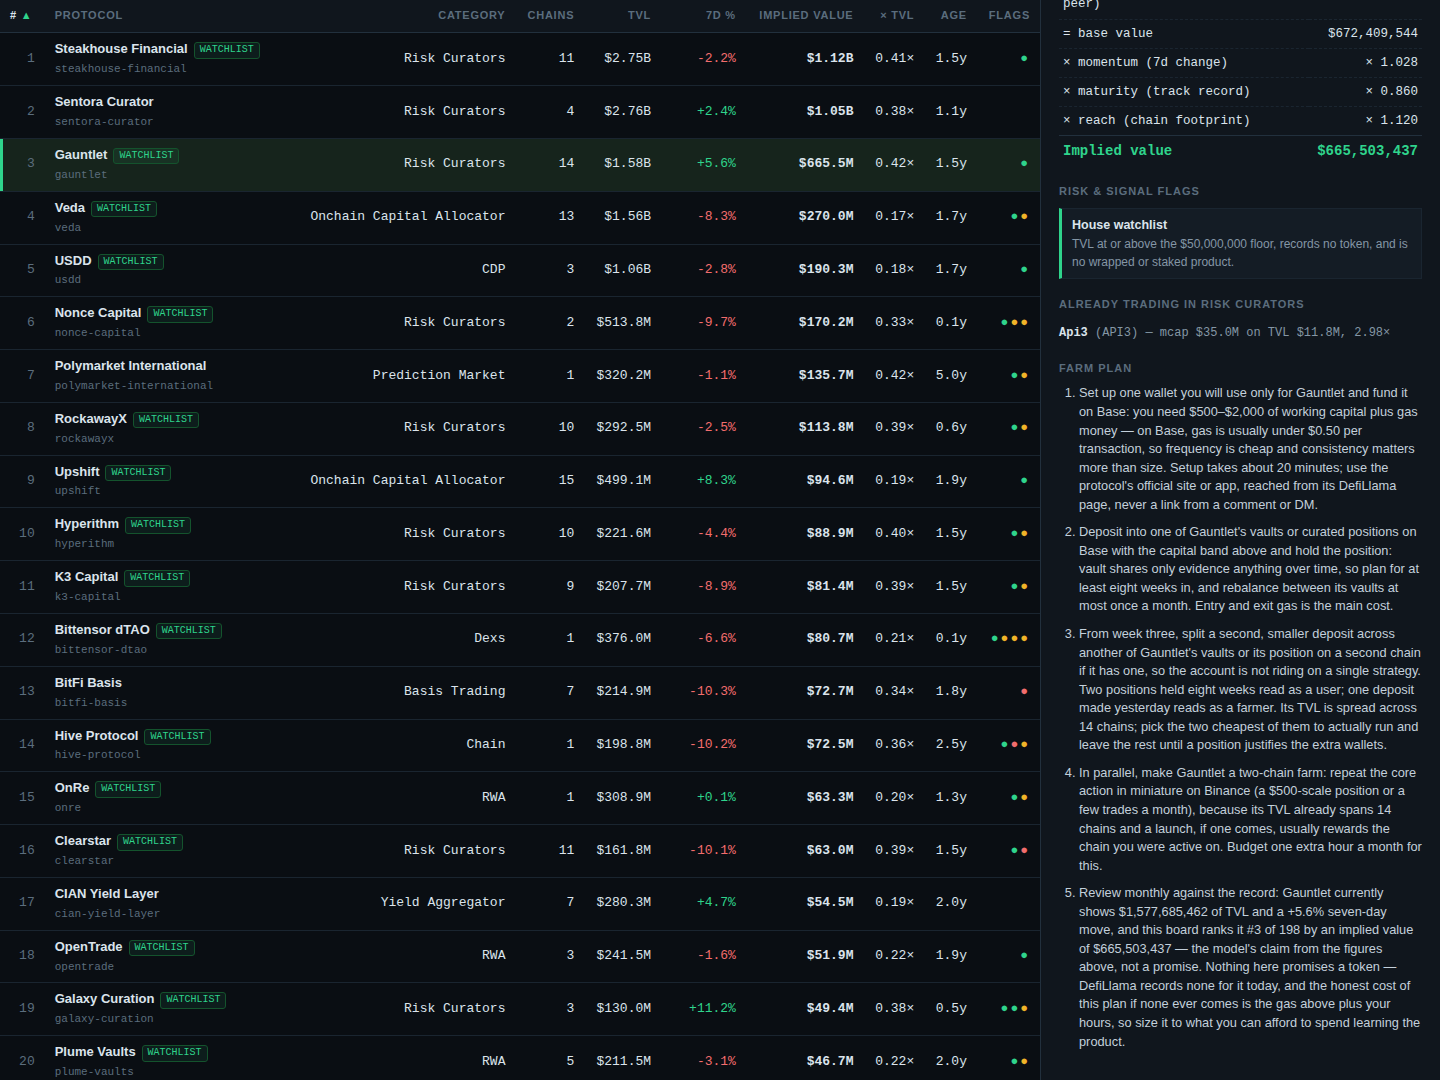 # ▲ PROTOCOL CATEGORY CHAINS TVL 7D % IMPLIED VALUE × TVL AGE FLAGS
1 Steakhouse Financial WATCHLIST Risk Curators 11 $2.75B -2.2% $1.12B 0.41× 1.5y
steakhouse-financial
2 Sentora Curator Risk Curators 4 $2.76B +2.4% $1.05B 0.38× 1.1y
sentora-curator
3 Gauntlet WATCHLIST Risk Curators 14 $1.58B +5.6% $665.5M 0.42× 1.5y
gauntlet
4 Veda WATCHLIST Onchain Capital Allocator 13 $1.56B -8.3% $270.0M 0.17× 1.7y
veda
5 USDD WATCHLIST CDP 3 $1.06B -2.8% $190.3M 0.18× 1.7y
usdd
6 Nonce Capital WATCHLIST Risk Curators 2 $513.8M -9.7% $170.2M 0.33× 0.1y
nonce-capital
7 Polymarket International Prediction Market 1 $320.2M -1.1% $135.7M 0.42× 5.0y
polymarket-international
8 RockawayX WATCHLIST Risk Curators 10 $292.5M -2.5% $113.8M 0.39× 0.6y
rockawayx
9 Upshift WATCHLIST Onchain Capital Allocator 15 $499.1M +8.3% $94.6M 0.19× 1.9y
upshift
10 Hyperithm WATCHLIST Risk Curators 10 $221.6M -4.4% $88.9M 0.40× 1.5y
hyperithm
11 K3 Capital WATCHLIST Risk Curators 9 $207.7M -8.9% $81.4M 0.39× 1.5y
k3-capital
12 Bittensor dTAO WATCHLIST Dexs 1 $376.0M -6.6% $80.7M 0.21× 0.1y
bittensor-dtao
13 BitFi Basis Basis Trading 7 $214.9M -10.3% $72.7M 0.34× 1.8y
bitfi-basis
14 Hive Protocol WATCHLIST Chain 1 $198.8M -10.2% $72.5M 0.36× 2.5y
hive-protocol
15 OnRe WATCHLIST RWA 1 $308.9M +0.1% $63.3M 0.20× 1.3y
onre
16 Clearstar WATCHLIST Risk Curators 11 $161.8M -10.1% $63.0M 0.39× 1.5y
clearstar
17 CIAN Yield Layer Yield Aggregator 7 $280.3M +4.7% $54.5M 0.19× 2.0y
cian-yield-layer
18 OpenTrade WATCHLIST RWA 3 $241.5M -1.6% $51.9M 0.22× 1.9y
opentrade
19 Galaxy Curation WATCHLIST Risk Curators 3 $130.0M +11.2% $49.4M 0.38× 0.5y
galaxy-curation
20 Plume Vaults WATCHLIST RWA 5 $211.5M -3.1% $46.7M 0.22× 2.0y
plume-vaults
peer)
= base value $672,409,544
× momentum (7d change) × 1.028
× maturity (track record) × 0.860
× reach (chain footprint) × 1.120
Implied value $665,503,437
RISK & SIGNAL FLAGS
House watchlist
TVL at or above the $50,000,000 floor, records no token, and is
no wrapped or staked product.
ALREADY TRADING IN RISK CURATORS
Api3 (API3) — mcap $35.0M on TVL $11.8M, 2.98×
FARM PLAN
1. Set up one wallet you will use only for Gauntlet and fund it
on Base: you need $500–$2,000 of working capital plus gas
money — on Base, gas is usually under $0.50 per
transaction, so frequency is cheap and consistency matters
more than size. Setup takes about 20 minutes; use the
protocol's official site or app, reached from its DefiLlama
page, never a link from a comment or DM.
2. Deposit into one of Gauntlet's vaults or curated positions on
Base with the capital band above and hold the position:
vault shares only evidence anything over time, so plan for at
least eight weeks in, and rebalance between its vaults at
most once a month. Entry and exit gas is the main cost.
3. From week three, split a second, smaller deposit across
another of Gauntlet's vaults or its position on a second chain
if it has one, so the account is not riding on a single strategy.
Two positions held eight weeks read as a user; one deposit
made yesterday reads as a farmer. Its TVL is spread across
14 chains; pick the two cheapest of them to actually run and
leave the rest until a position justifies the extra wallets.
4. In parallel, make Gauntlet a two-chain farm: repeat the core
action in miniature on Binance (a $500-scale position or a
few trades a month), because its TVL already spans 14
chains and a launch, if one comes, usually rewards the
chain you were active on. Budget one extra hour a month for
this.
5. Review monthly against the record: Gauntlet currently
shows $1,577,685,462 of TVL and a +5.6% seven-day
move, and this board ranks it #3 of 198 by an implied value
of $665,503,437 — the model's claim from the figures
above, not a promise. Nothing here promises a token —
DefiLlama records none for it today, and the honest cost of
this plan if none ever comes is the gas above plus your
hours, so size it to what you can afford to spend learning the
product.